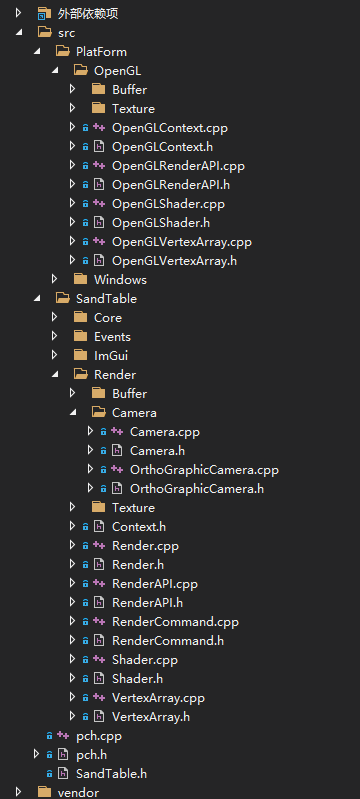 外部依赖项
src
PlatForm
OpenGL
Buffer
Texture
OpenGLContext.cpp
OpenGLContext.h
OpenGLRenderAPI.cpp
OpenGLRenderAPI.h
OpenGLShader.cpp
OpenGLShader.h
OpenGLVertexArray.cpp
OpenGLVertexArray.h
Windows
SandTable
Core
Events
ImGui
Render
Buffer
Camera
Camera.cpp
Camera.h
OrthoGraphicCamera.cpp
OrthoGraphicCamera.h
Texture
Context.h
Render.cpp
Render.h
RenderAPI.cpp
RenderAPI.h
RenderCommand.cpp
RenderCommand.h
Shader.cpp
Shader.h
VertexArray.cpp
VertexArray.h
pch.cpp
pch.h
SandTable.h
vendor